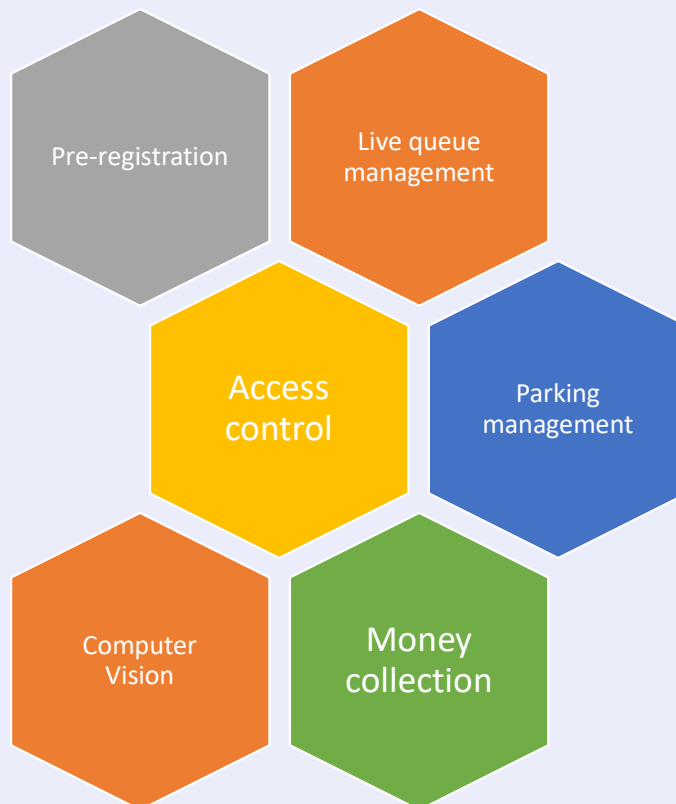 Pre-registration
Live queue
management
Access
control
Parking
management
Computer
Vision
Money
collection